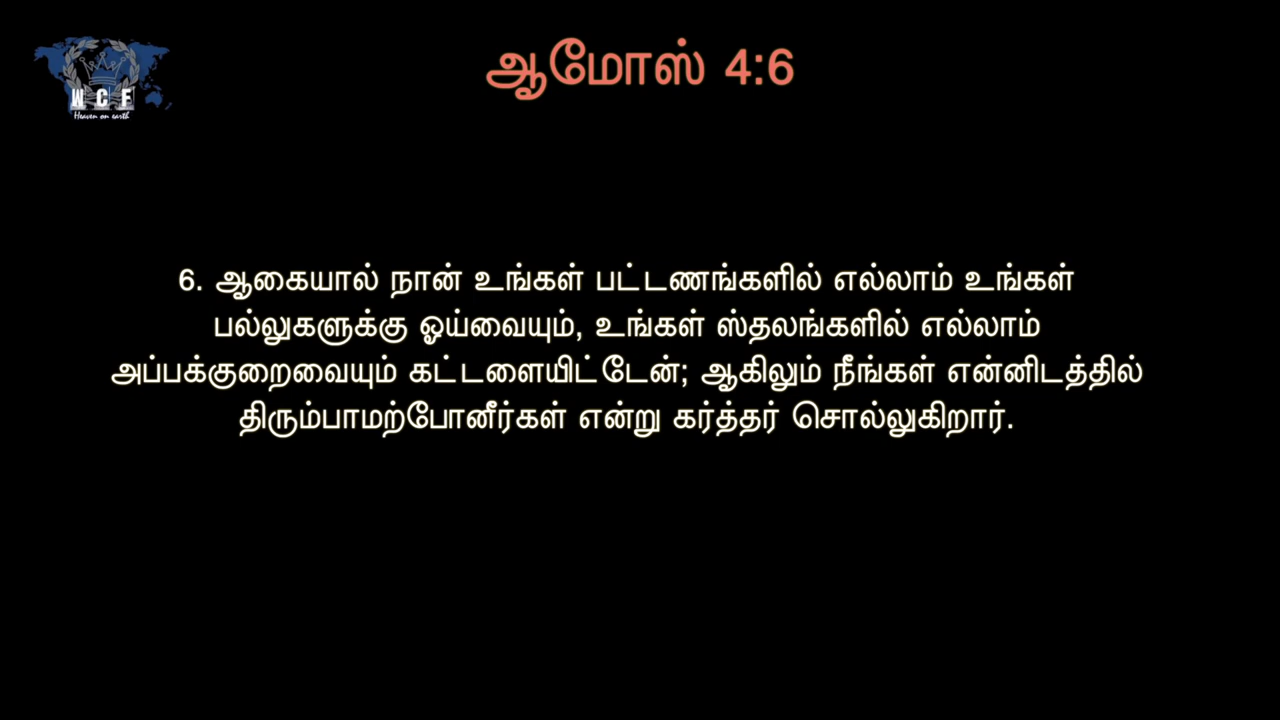 ஆமோஸ் 4:6
W C F
Heaven on earth
6. ஆகையால் நான் உங்கள் பட்டணங்களில் எல்லாம் உங்கள்
பல்லுகளுக்கு ஓய்வையும், உங்கள் ஸ்தலங்களில் எல்லாம்
அப்பக்குறைவையும் கட்டளையிட்டேன்; ஆகிலும் நீங்கள் என்னிடத்தில்
திரும்பாமற்போனீர்கள் என்று கர்த்தர் சொல்லுகிறார்.